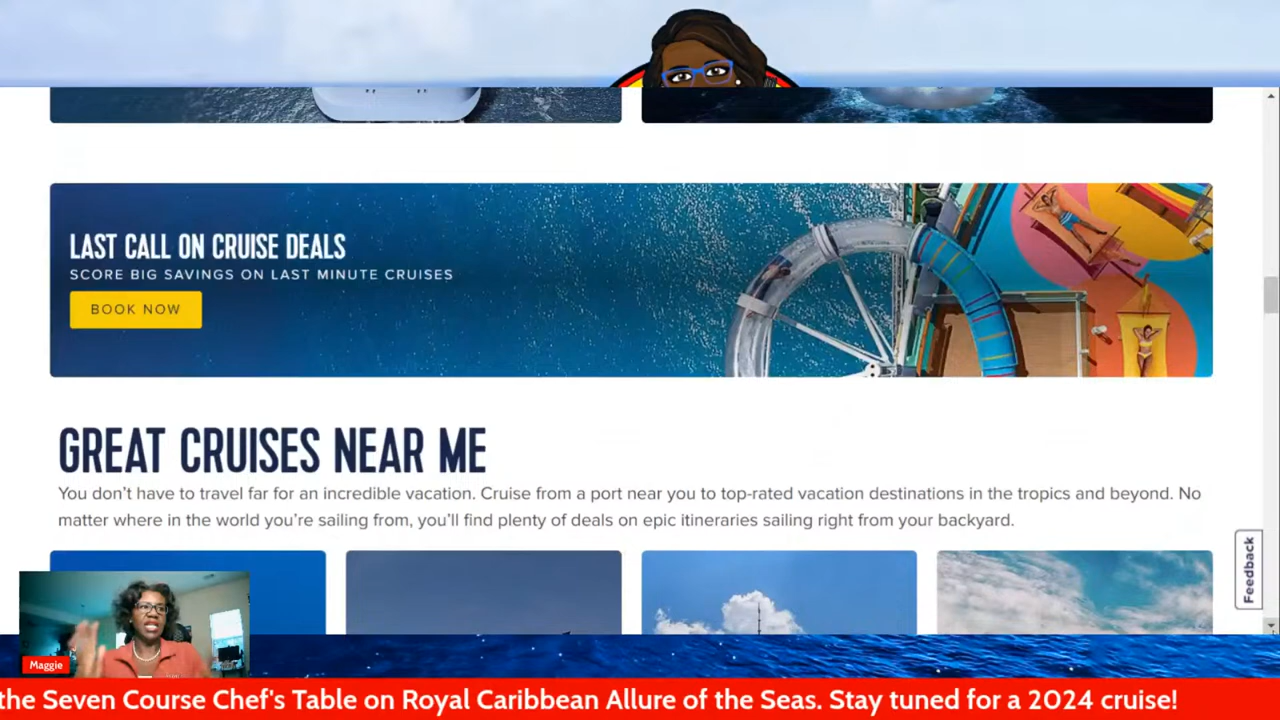 LAST CALL ON CRUISE DEALS
SCORE BIG SAVINGS ON LAST MINUTE CRUISES
BOOK NOW
GREAT CRUISES NEAR ME
You don't have to travel far for an incredible vacation. Cruise from a port near you to top-rated vacation destinations in the tropics and beyond. No
matter where in the world you're sailing from, you'll find plenty of deals on epic itineraries sailing right from your backyard.
Feedback
Maggie
the Seven Course Chef's Table on Royal Caribbean Allure of the Seas. Stay tuned for a 2024 cruise!